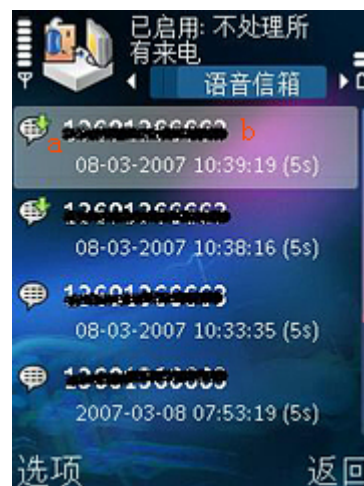 已启用: 不处理所
有来电
语音信箱
a b
08-03-2007 10:39:19 (5s)
08-03-2007 10:38:16 (5s)
08-03-2007 10:33:35 (5s)
2007-03-08 07:53:19 (5s)
选项 返回